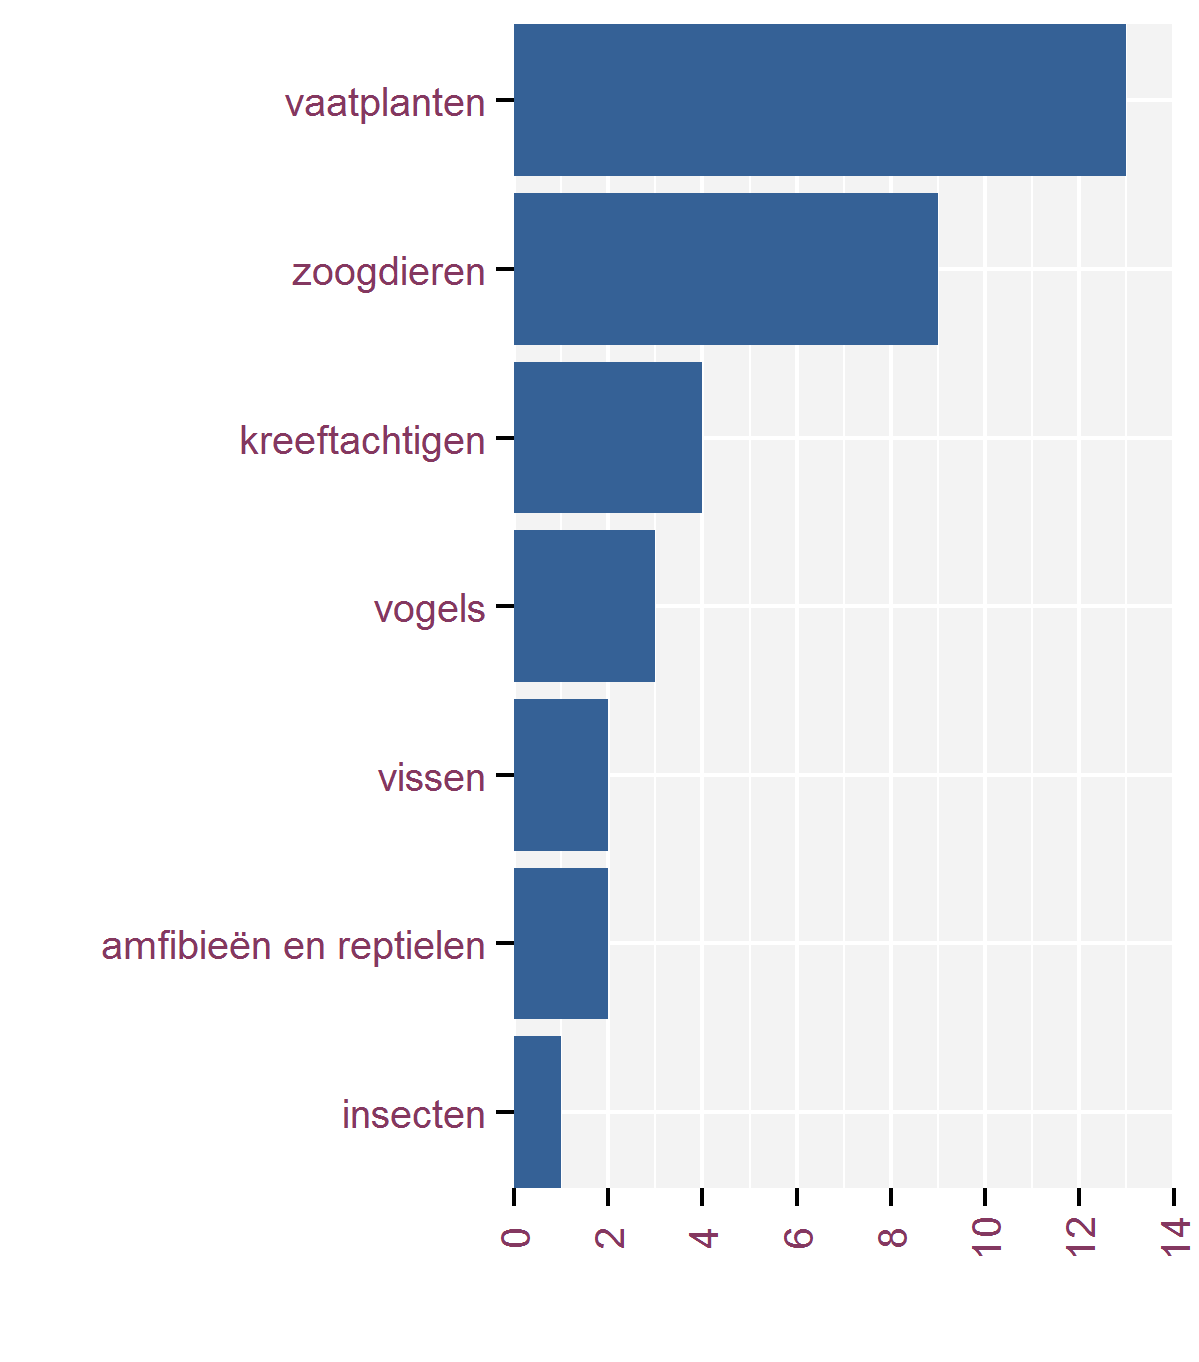 vaatplanten
zoogdieren
kreeftachtigen
vogels
vissen
amfibieën en reptielen
insecten
0 2 4 6 8 10 12 14